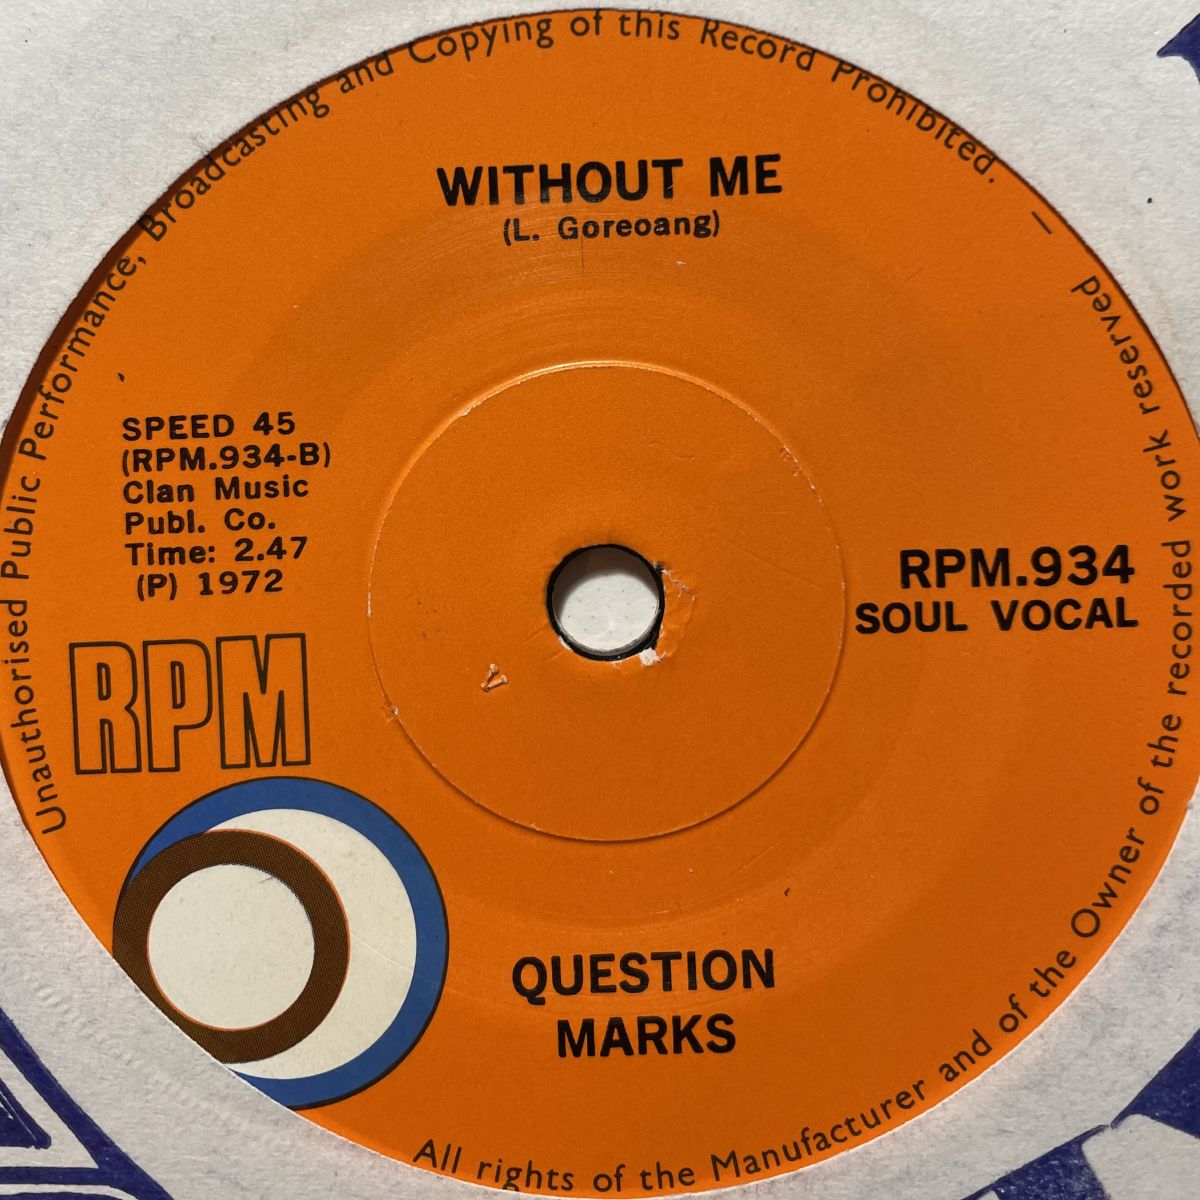 Unauthorised Public Performance, Broadcasting and Copying of this Record Prohibited. –
WITHOUT ME
(L. Goreoang)
SPEED 45
(RPM.934-B)
Clan Music
Publ. Co.
Time: 2.47
(P) 1972
RPM
RPM.934
SOUL VOCAL
QUESTION
MARKS
All rights of the Manufacturer and of the Owner of the recorded work reserved